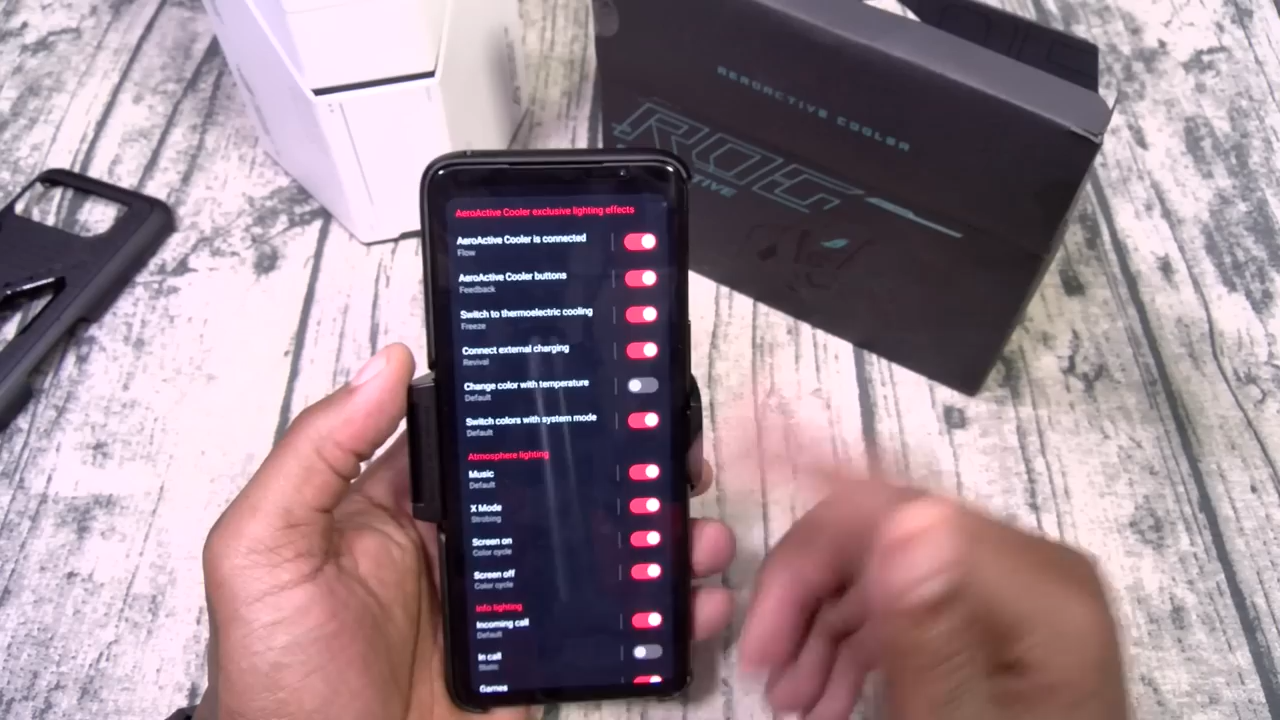 AEROACTIVE COOLER
ROG
AeroActive Cooler exclusive lighting effects
AeroActive Cooler is connected
Flow
AeroActive Cooler buttons
Feedback
Switch to thermoelectric cooling
Freeze
Connect external charging
Revival
Change color with temperature
Default
Switch colors with system mode
Default
Atmosphere lighting
Music
Default
X Mode
Strobing
Screen on
Color cycle
Screen off
Color cycle
Info lighting
Incoming call
Default
In call
Static
Games